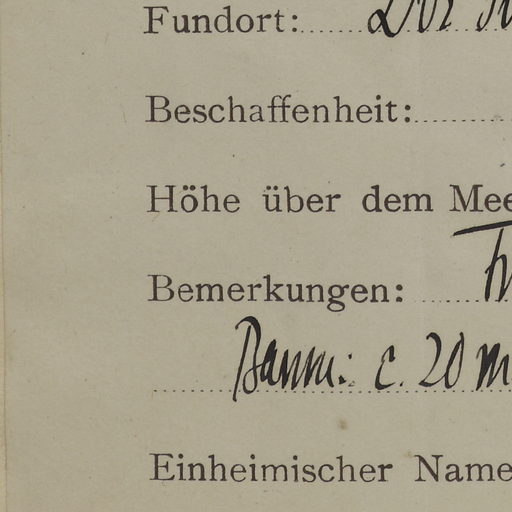 Fundort:
Beschaffenheit:
Höhe über dem Mee
Bemerkungen:
Baum: c. 20 m
Einheimischer Name